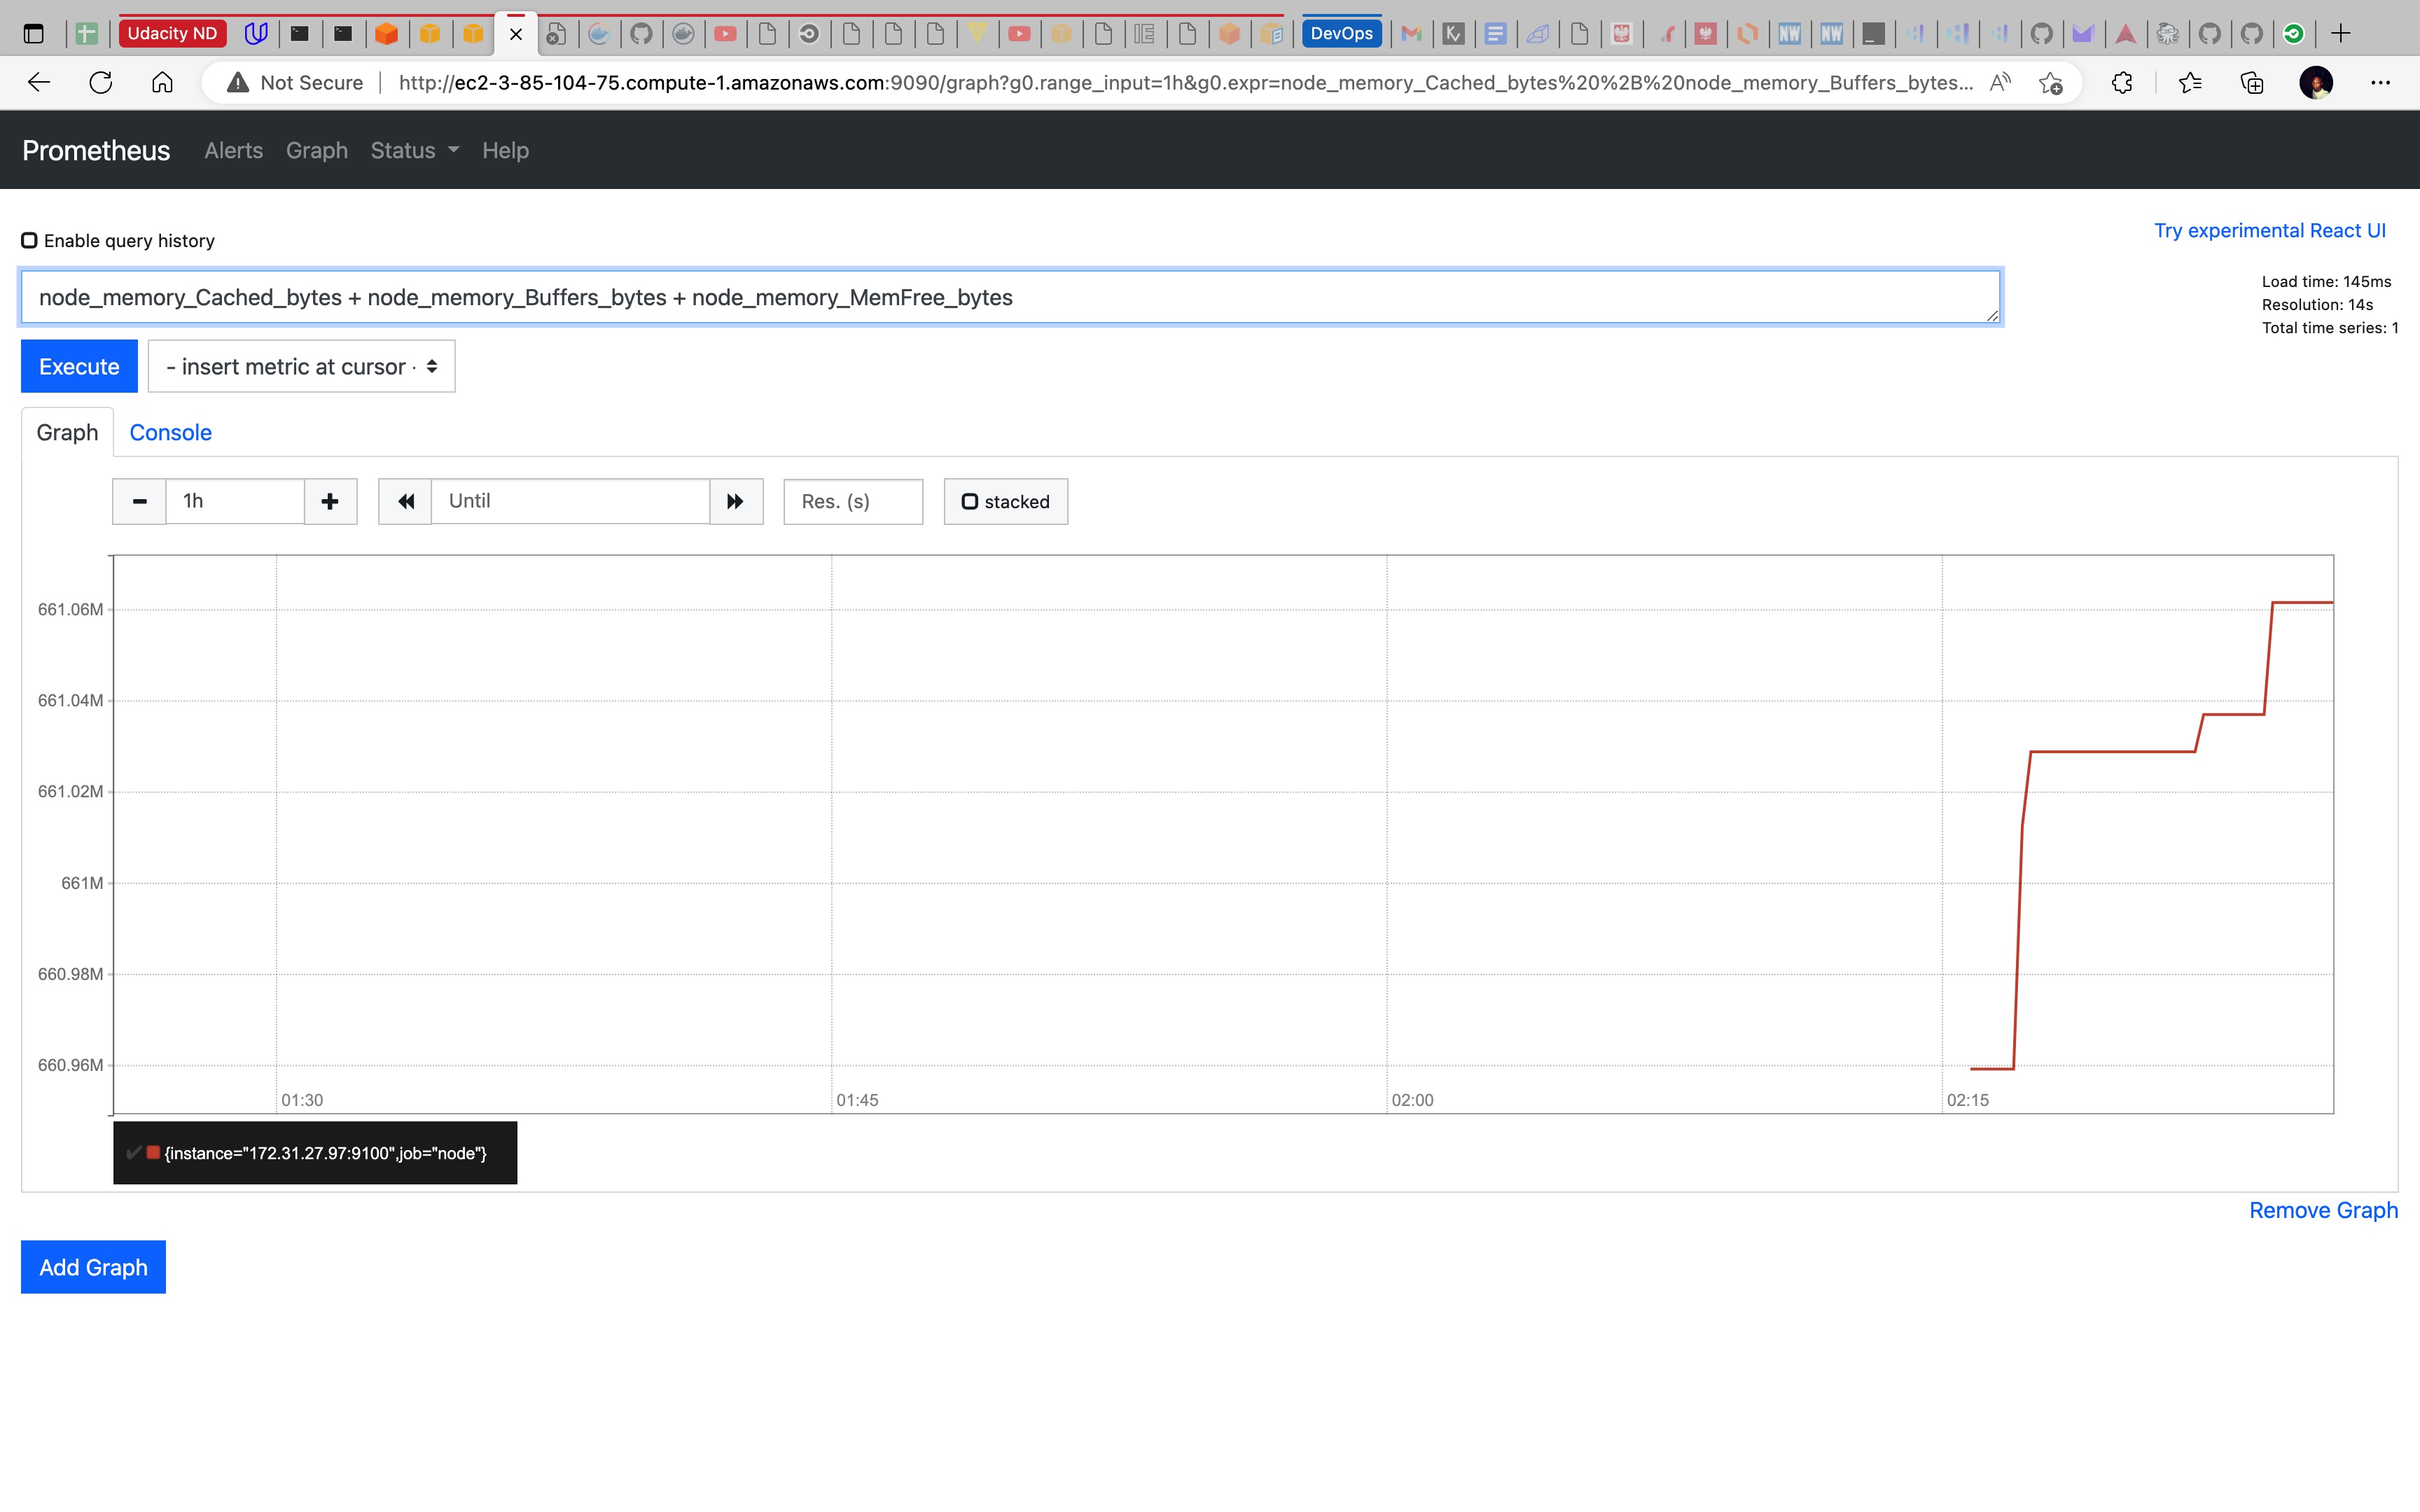 Udacity ND
DevOps
NW NW
Not Secure http://ec2-3-85-104-75.compute-1.amazonaws.com:9090/graph?g0.range_input=1h&g0.expr=node_memory_Cached_bytes%20%2B%20node_memory_Buffers_bytes...
Prometheus Alerts Graph Status Help
Enable query history
Try experimental React UI
node_memory_Cached_bytes + node_memory_Buffers_bytes + node_memory_MemFree_bytes
Load time: 145ms
Resolution: 14s
Total time series: 1
Execute - insert metric at cursor -
Graph Console
- 1h + Until Res. (s) stacked
661.06M
661.04M
661.02M
661M
660.98M
660.96M
01:30 01:45 02:00 02:15
{instance="172.31.27.97:9100",job="node"}
Remove Graph
Add Graph